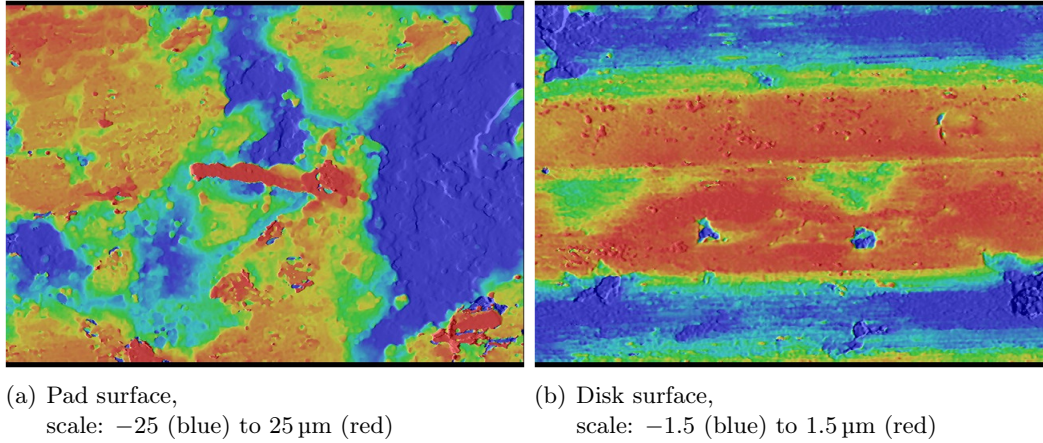 (a) Pad surface,
scale: −25 (blue) to 25 µm (red)
(b) Disk surface,
scale: −1.5 (blue) to 1.5 µm (red)